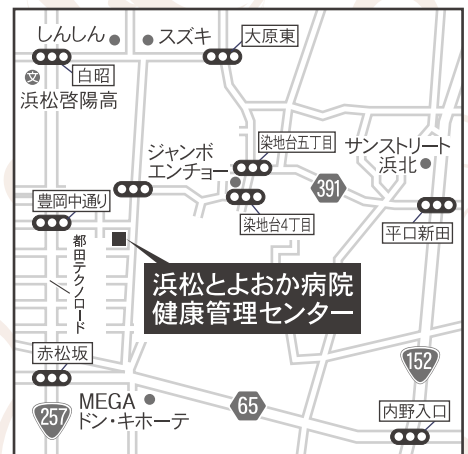 しんしん
スズキ
大原東
白昭
文
浜松啓陽高
ジャンボ
エンチョー
染地台五丁目
サンストリート
浜北
391
豊岡中通り
染地台4丁目
平口新田
都田テクノロード
浜松とよおか病院
健康管理センター
赤松坂
152
257
MEGA
ドン・キホーテ
65
内野入口